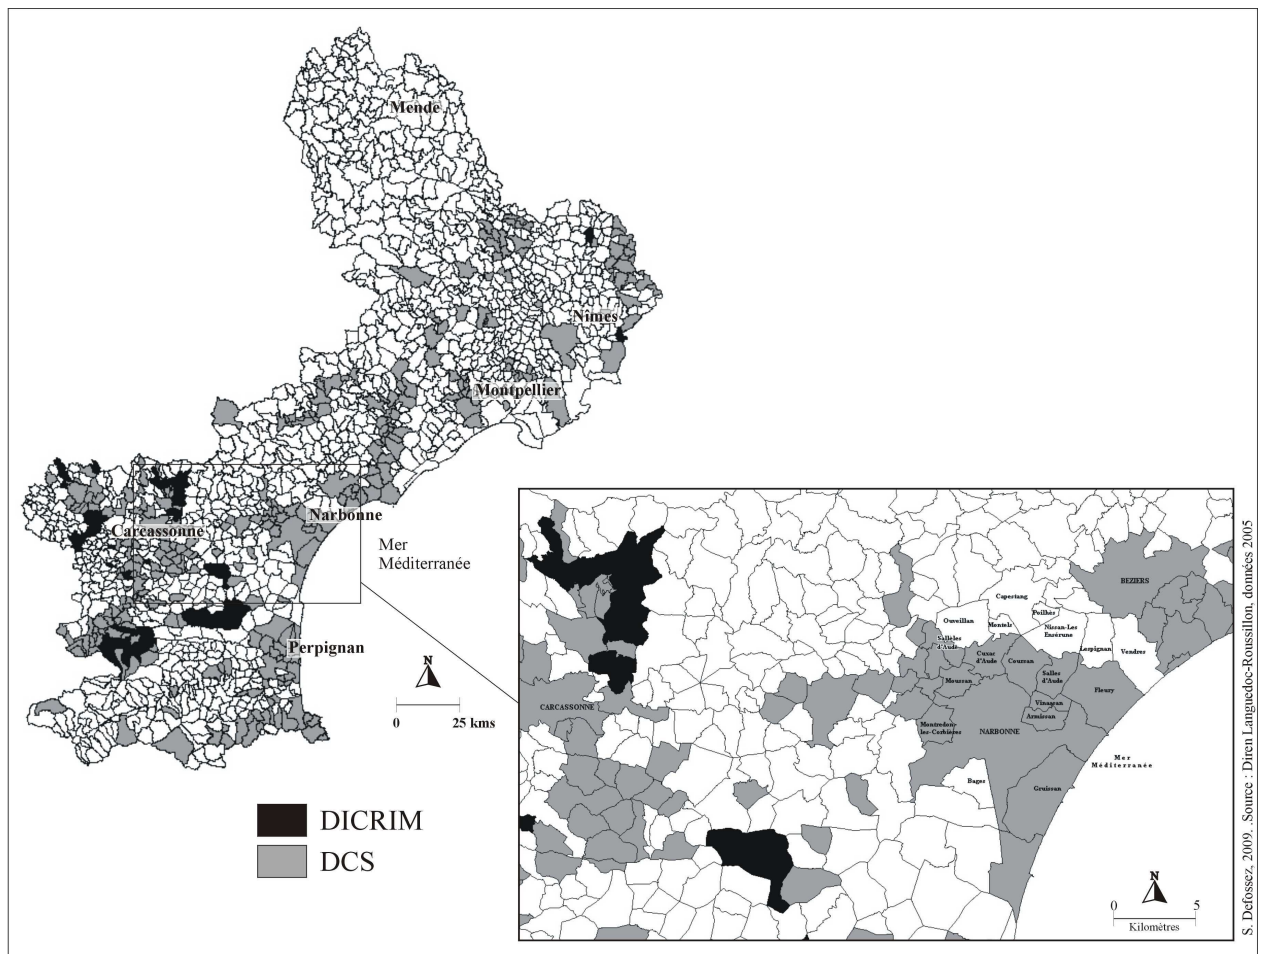 Mende
Nîmes
Montpellier
Narbonne
Carcassonne
Mer
Méditerranée
Perpignan
N
0 25 kms
DICRIM
DCS
BEZIERS
Capestang
Poilhes
Ouveillan
Montels
Nissan-Les
Ensérune
Sallèles
d'Aude
Cuxac
d'Aude
Coursan
Lespignan
Vendres
Salles
d'Aude
Moussan
Fleury
CARCASSONNE
Vinassan
Armissan
Montredon-
les-Corbières
NARBONNE
Mer
Méditerranée
Bages
Gruissan
N
0 5
Kilomètres
S. Defossez, 2009. .Source : Diren Languedoc-Roussillon, données 2005